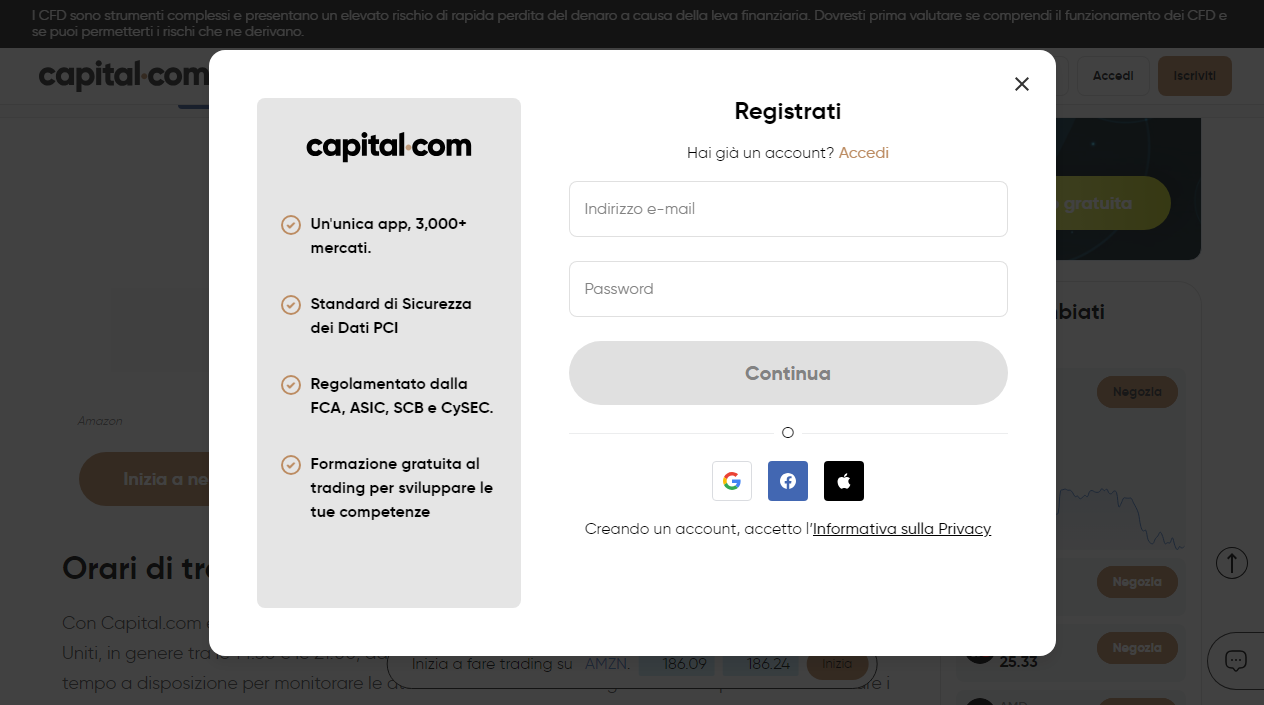 I CFD sono strumenti complessi e presentano un elevato rischio di rapida perdita del denaro a causa della leva finanziaria. Dovresti prima valutare se comprendi il funzionamento dei CFD e
se puoi permetterti i rischi che ne derivano.
capital.com
Accedi
Iscriviti
capital.com
Un'unica app, 3,000+
mercati.
Standard di Sicurezza
dei Dati PCI
Regolamentato dalla
FCA, ASIC, SCB e CySEC.
Formazione gratuita al
trading per sviluppare le
tue competenze
Registrati
Hai già un account? Accedi
Indirizzo e-mail
Password
Continua
O
Creando un account, accetto l'Informativa sulla Privacy
gratuita
Negozia
Amazon
Inizia a ne
Orari di tr
Con Capital.com
Uniti, in genere tra
tempo a disposizione per monitorare le
Inizia a fare trading su AMZN. 186.09 186.24 Inizia
Negozia
Negozia
25.33